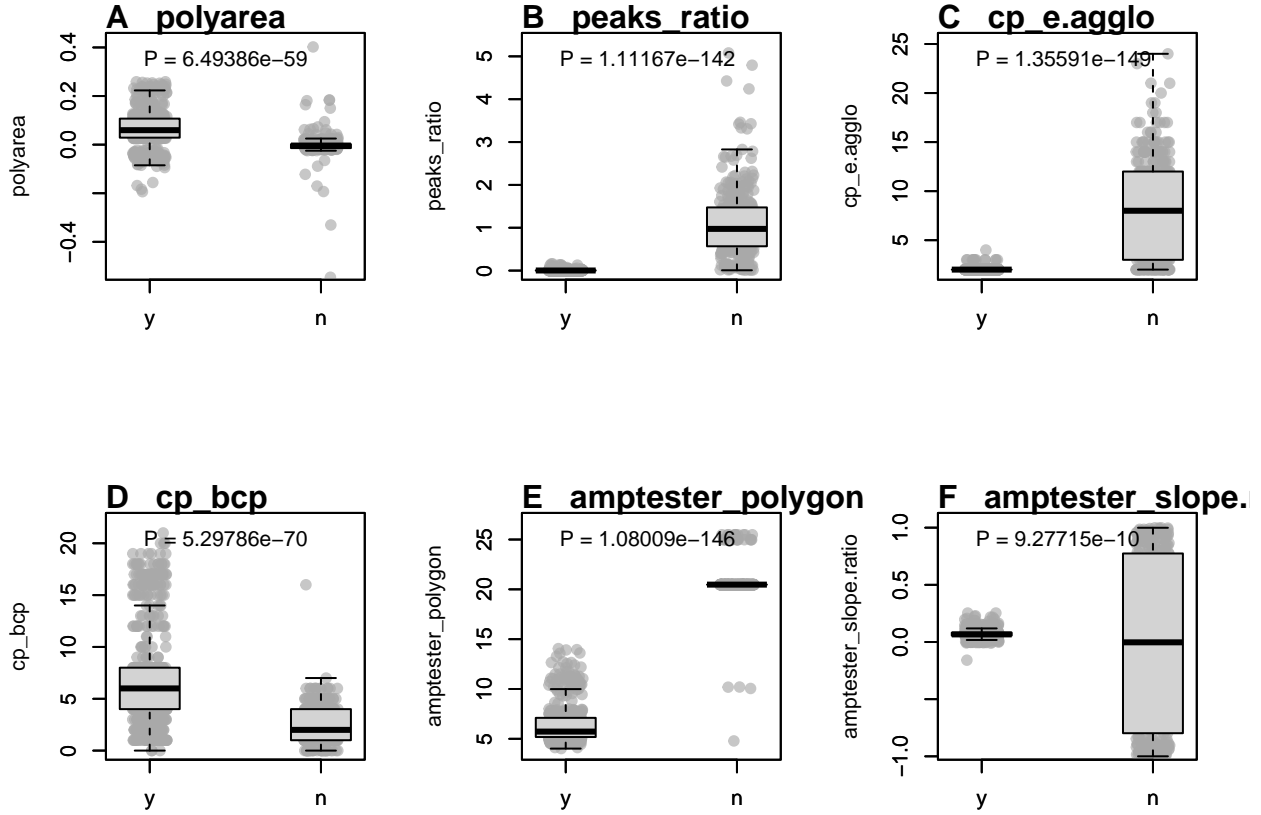 A polyarea
P = 6.49386e−59
polyarea
0.4
0.2
0.0
−0.4
y
n
B peaks_ratio
P = 1.11167e−142
peaks_ratio
5
4
3
2
1
0
y
n
C cp_e.agglo
P = 1.35591e−149
cp_e.agglo
25
20
15
10
5
y
n
D cp_bcp
P = 5.29786e−70
cp_bcp
20
15
10
5
0
y
n
E amptester_polygon
P = 1.08009e−146
amptester_polygon
25
20
15
10
5
y
n
F amptester_slope.
P = 9.27715e−10
amptester_slope.ratio
1.0
0.5
0.0
−1.0
y
n